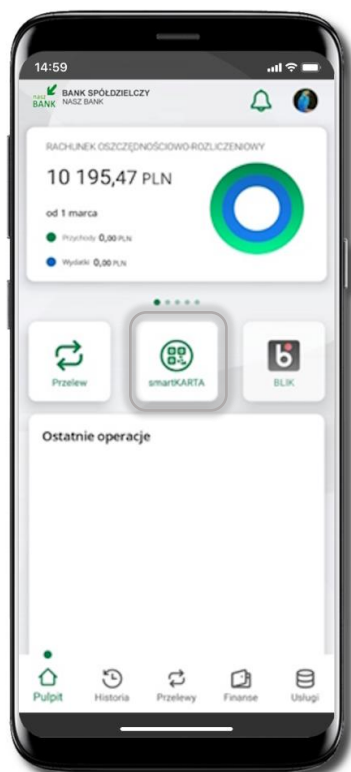 14:59
NASZ BANK
BANK SPÓŁDZIELCZY
NASZ BANK
RACHUNEK OSZCZĘDNOŚCIOWO-ROZLICZENIOWY
10 195,47 PLN
od 1 marca
Przychody 0,00 PLN
Wydatki 0,00 PLN
Przelew
smartKARTA
BLIK
Ostatnie operacje
Pulpit
Historia
Przelewy
Finanse
Usługi